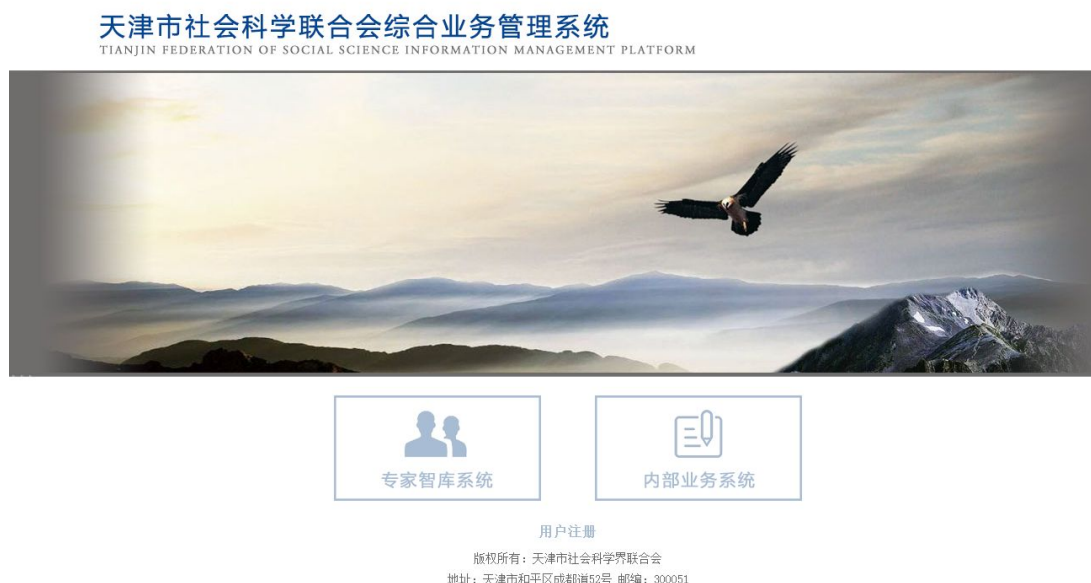 天津市社会科学联合会综合业务管理系统
TIANJIN FEDERATION OF SOCIAL SCIENCE INFORMATION MANAGEMENT PLATFORM
专家智库系统
内部业务系统
用户注册
版权所有：天津市社会科学界联合会
地址：天津市和平区成都道52号 邮编：300051